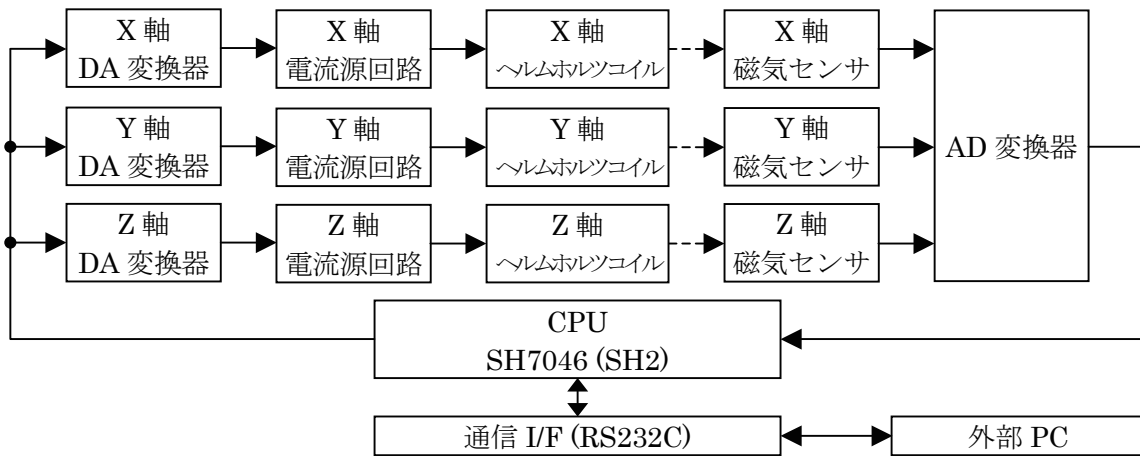 X 軸
DA 変換器
X 軸
電流源回路
X 軸
ヘルムホルツコイル
X 軸
磁気センサ
Y 軸
DA 変換器
Y 軸
電流源回路
Y 軸
ヘルムホルツコイル
Y 軸
磁気センサ
AD 変換器
Z 軸
DA 変換器
Z 軸
電流源回路
Z 軸
ヘルムホルツコイル
Z 軸
磁気センサ
CPU
SH7046 (SH2)
通信 I/F (RS232C)
外部 PC